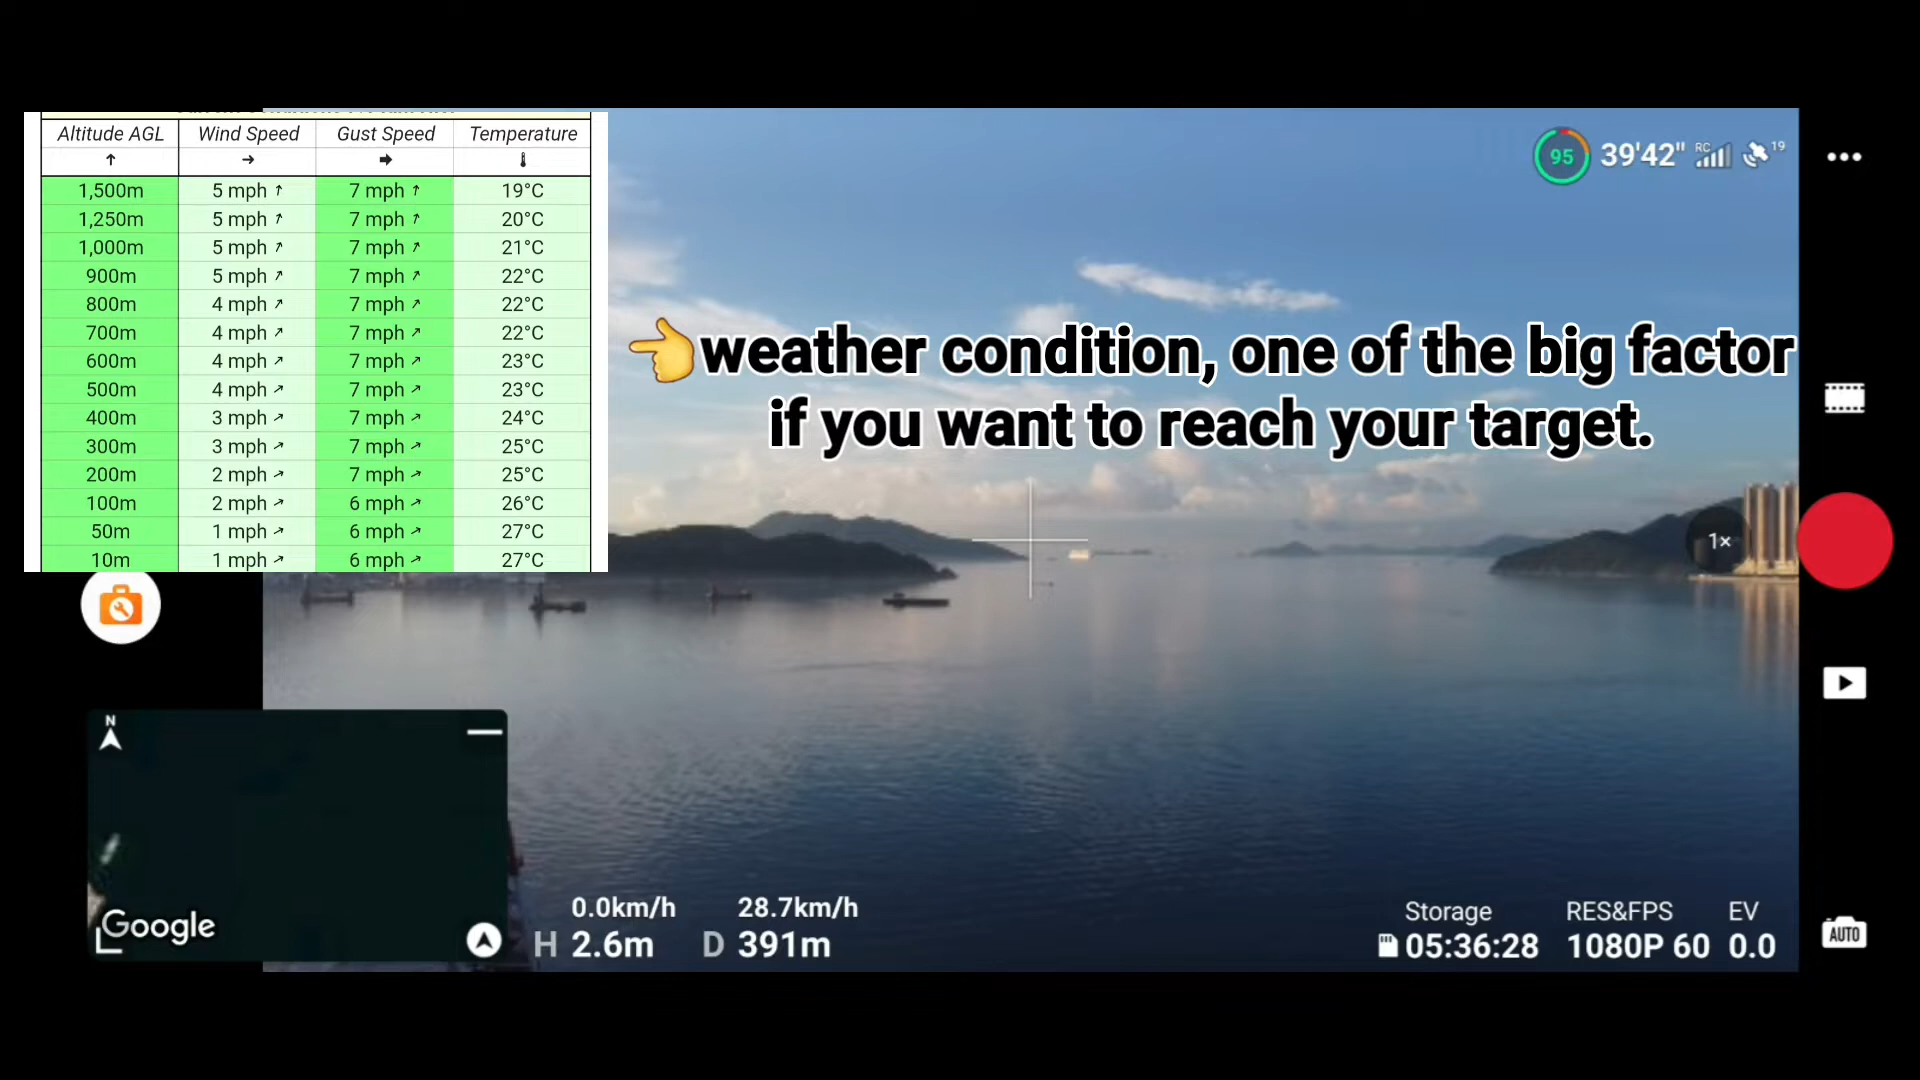 Altitude AGL Wind Speed Gust Speed Temperature
1,500m 5 mph 7 mph 19°C
1,250m 5 mph 7 mph 20°C
1,000m 5 mph 7 mph 21°C
900m 5 mph 7 mph 22°C
800m 4 mph 7 mph 22°C
700m 4 mph 7 mph 22°C
600m 4 mph 7 mph 23°C
500m 4 mph 7 mph 23°C
400m 3 mph 7 mph 24°C
300m 3 mph 7 mph 25°C
200m 2 mph 7 mph 25°C
100m 2 mph 6 mph 26°C
50m 1 mph 6 mph 27°C
10m 1 mph 6 mph 27°C
95 39'42" RC 19
weather condition, one of the big factor
if you want to reach your target.
1×
N
Google
0.0km/h 28.7km/h
H 2.6m D 391m
Storage RES&FPS EV
05:36:28 1080P 60 0.0
AUTO